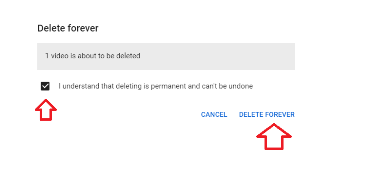 Delete forever
1 video is about to be deleted
I understand that deleting is permanent and can't be undone
CANCEL DELETE FOREVER